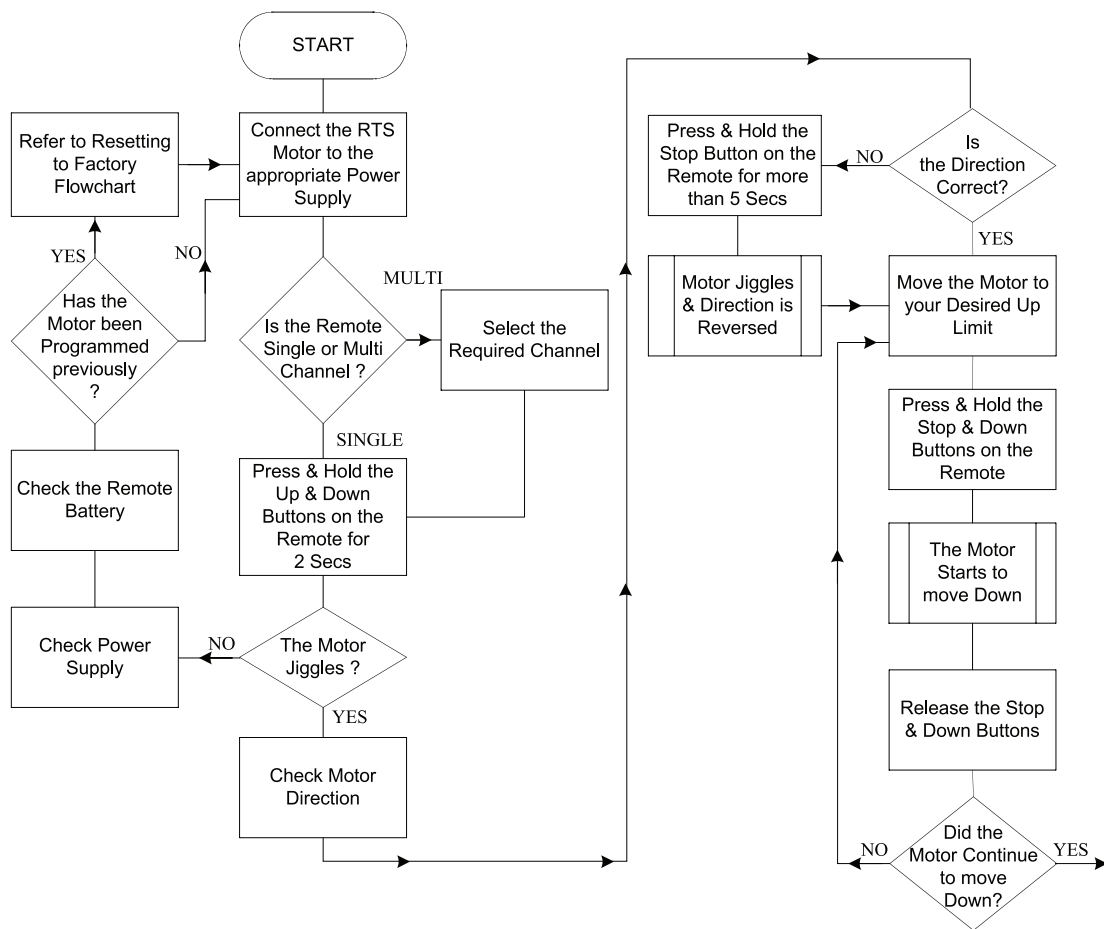 START
Refer to Resetting
to Factory
Flowchart
Connect the RTS
Motor to the
appropriate Power
Supply
YES
NO
Has the
Motor been
Programmed
previously
?
Is the Remote
Single or Multi
Channel ?
MULTI
Select the
Required Channel
SINGLE
Check the Remote
Battery
Press & Hold the
Up & Down
Buttons on the
Remote for
2 Secs
Check Power
Supply
NO
The Motor
Jiggles ?
YES
Check Motor
Direction
Press & Hold the
Stop Button on the
Remote for more
than 5 Secs
NO
Is
the Direction
Correct?
YES
Motor Jiggles
& Direction is
Reversed
Move the Motor to
your Desired Up
Limit
Press & Hold the
Stop & Down
Buttons on the
Remote
The Motor
Starts to
move Down
Release the Stop
& Down Buttons
NO
Did the
Motor Continue
to move
Down?
YES